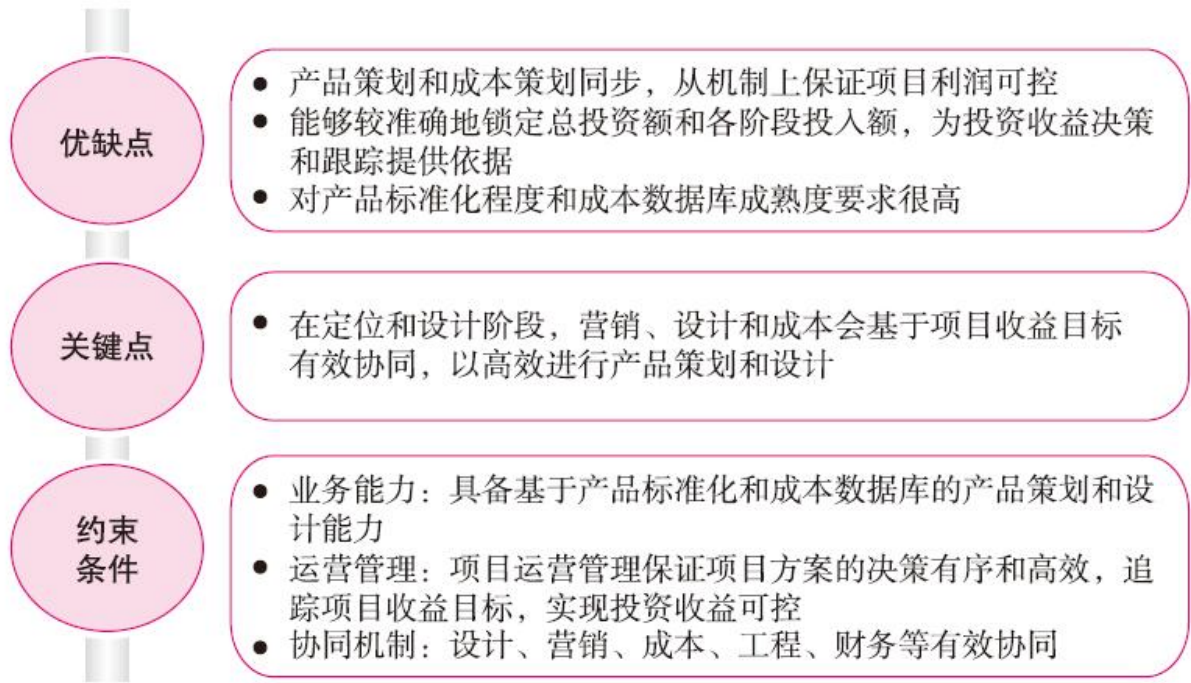 优缺点
● 产品策划和成本策划同步，从机制上保证项目利润可控
● 能够较准确地锁定总投资额和各阶段投入额，为投资收益决策
和跟踪提供依据
● 对产品标准化程度和成本数据库成熟度要求很高
关键点
● 在定位和设计阶段，营销、设计和成本会基于项目收益目标
有效协同，以高效进行产品策划和设计
约束
条件
● 业务能力：具备基于产品标准化和成本数据库的产品策划和设
计能力
● 运营管理：项目运营管理保证项目方案的决策有序和高效，追
踪项目收益目标，实现投资收益可控
● 协同机制：设计、营销、成本、工程、财务等有效协同